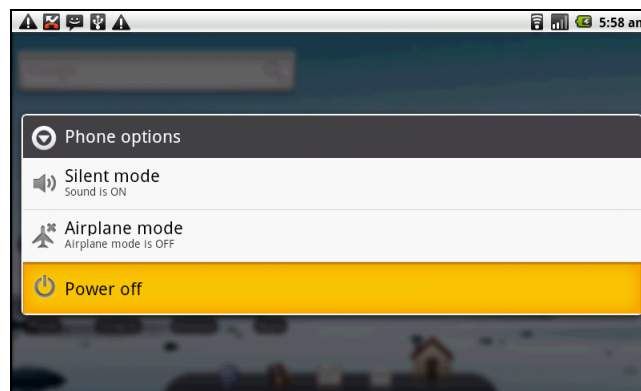 5:58 am
Phone options
Silent mode
Sound is ON
Airplane mode
Airplane mode is OFF
Power off